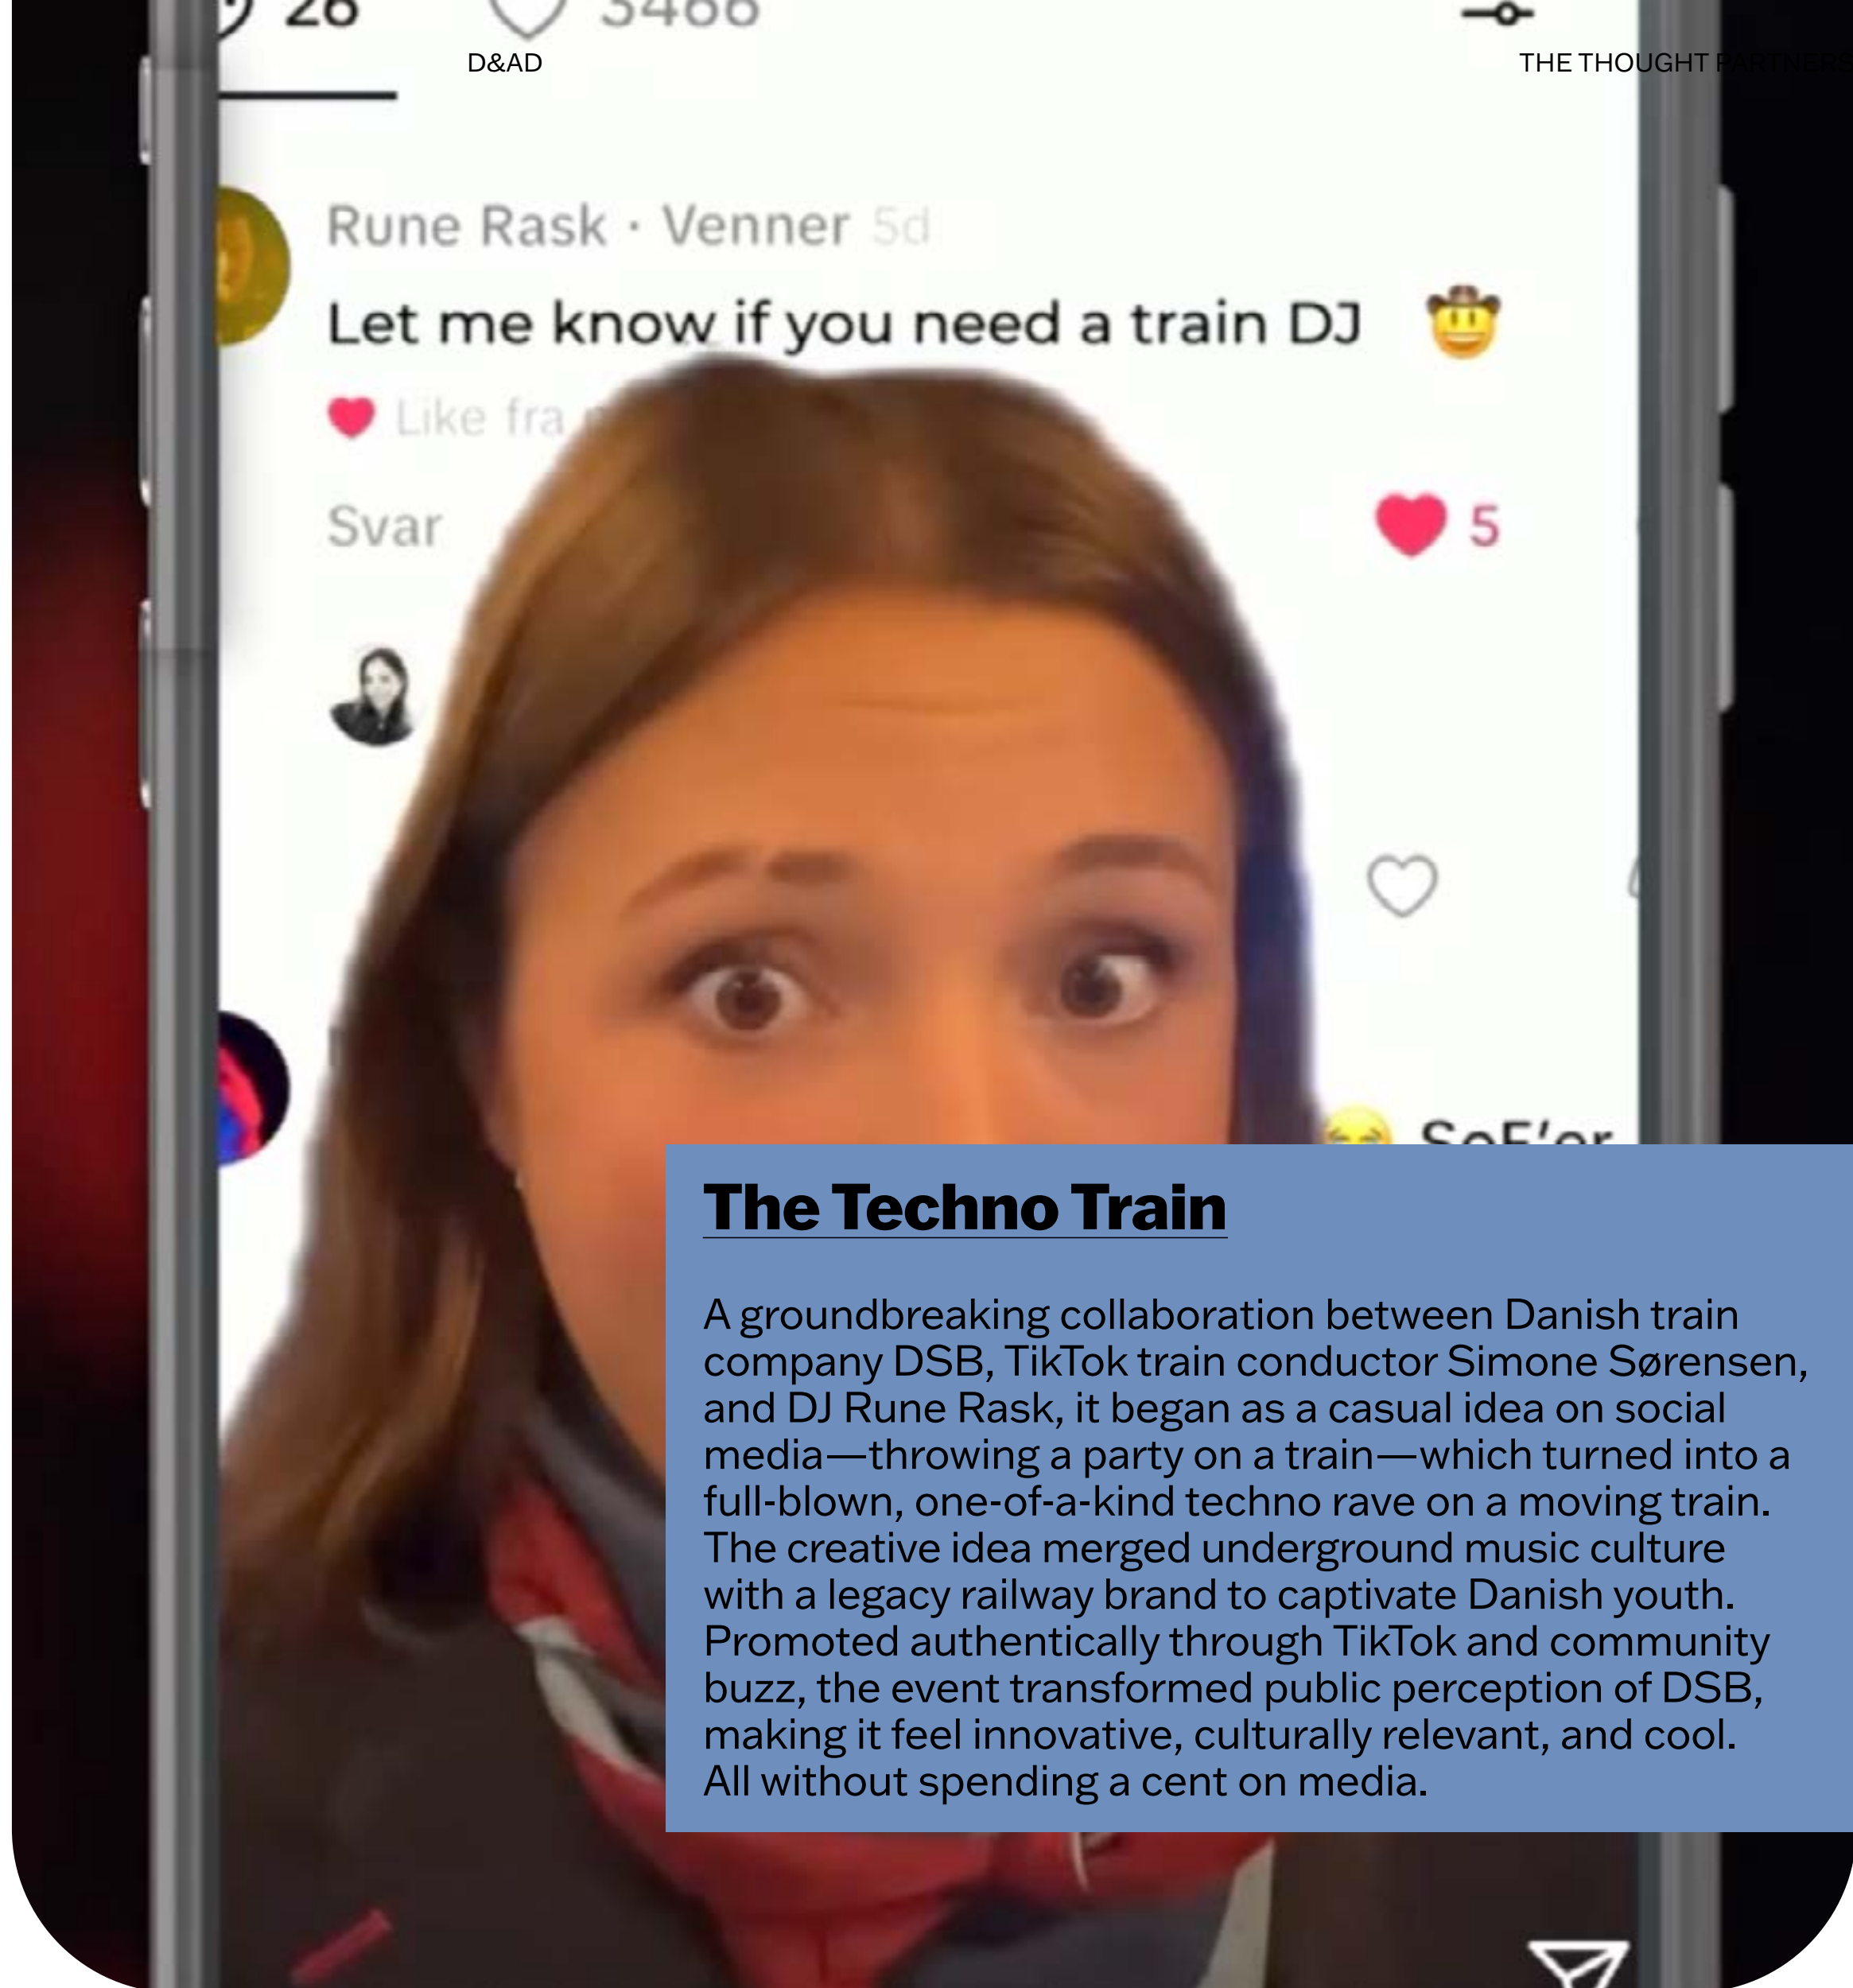 26 3466
D&AD THE THOUGHT PARTNERS
Rune Rask · Venner 5d
Let me know if you need a train DJ 🤠
Like fra
Svar
5
The Techno Train
A groundbreaking collaboration between Danish train
company DSB, TikTok train conductor Simone Sørensen,
and DJ Rune Rask, it began as a casual idea on social
media—throwing a party on a train—which turned into a
full-blown, one-of-a-kind techno rave on a moving train.
The creative idea merged underground music culture
with a legacy railway brand to captivate Danish youth.
Promoted authentically through TikTok and community
buzz, the event transformed public perception of DSB,
making it feel innovative, culturally relevant, and cool.
All without spending a cent on media.